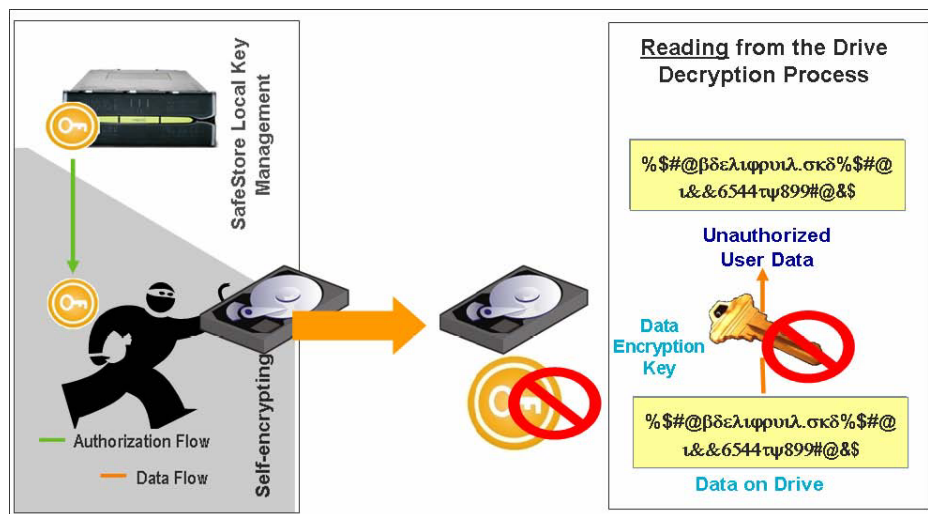 SafeStore Local Key
Management
Self-encrypting
Authorization Flow
Data Flow
Reading from the Drive
Decryption Process
%$#@βδελιφρυιλ.σκδ%$#@
ι&&6544τψ899#@&$
Unauthorized
User Data
Data
Encryption
Key
%$#@βδελιφρυιλ.σκδ%$#@
ι&&6544τψ899#@&$
Data on Drive